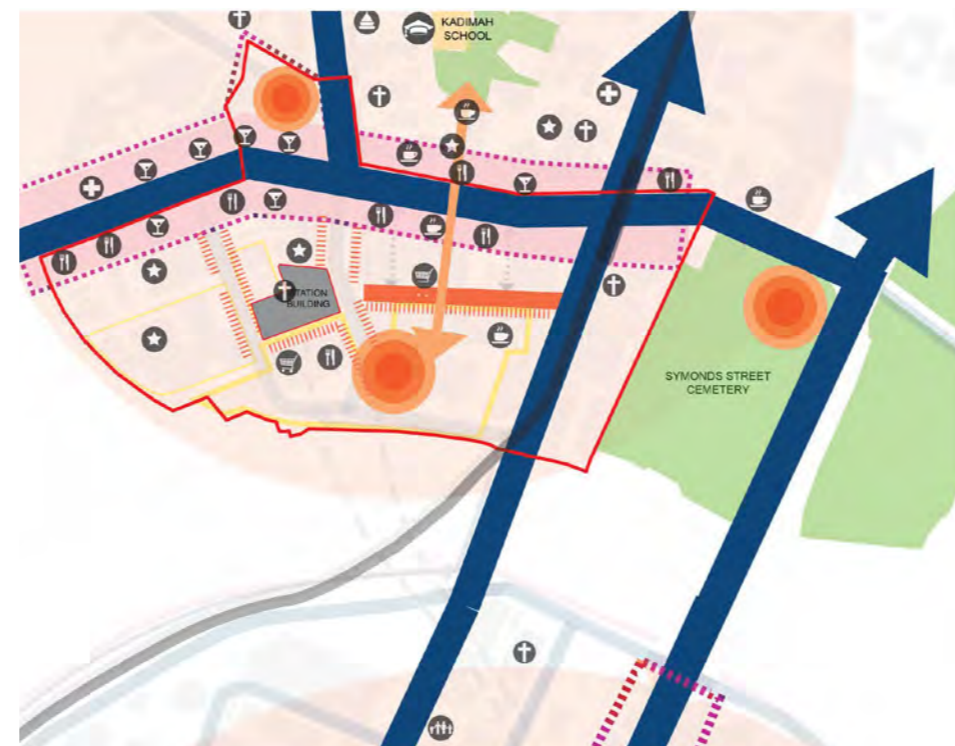 KADIMAH
SCHOOL
STATION
BUILDING
SYMONDS STREET
CEMETERY